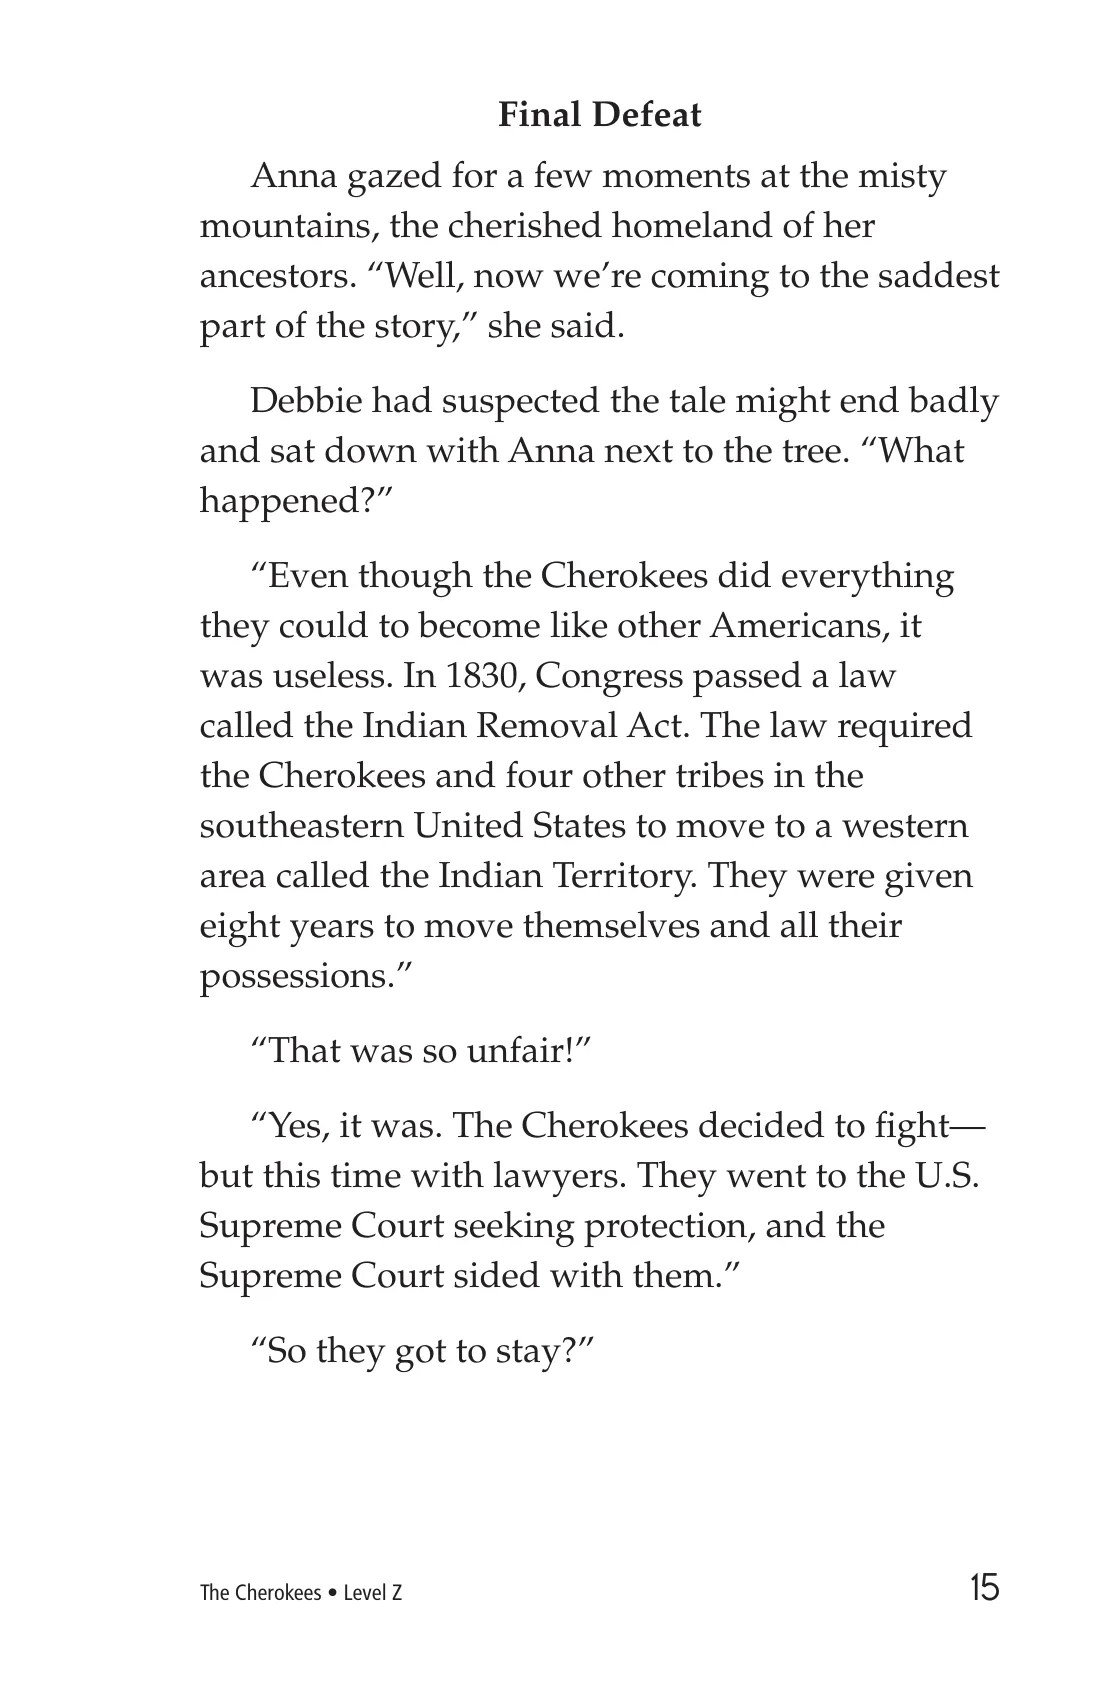 Final Defeat
Anna gazed for a few moments at the misty
mountains, the cherished homeland of her
ancestors. “Well, now we’re coming to the saddest
part of the story,” she said.
Debbie had suspected the tale might end badly
and sat down with Anna next to the tree. “What
happened?”
“Even though the Cherokees did everything
they could to become like other Americans, it
was useless. In 1830, Congress passed a law
called the Indian Removal Act. The law required
the Cherokees and four other tribes in the
southeastern United States to move to a western
area called the Indian Territory. They were given
eight years to move themselves and all their
possessions.”
“That was so unfair!”
“Yes, it was. The Cherokees decided to fight—
but this time with lawyers. They went to the U.S.
Supreme Court seeking protection, and the
Supreme Court sided with them.”
“So they got to stay?”
The Cherokees • Level Z
15